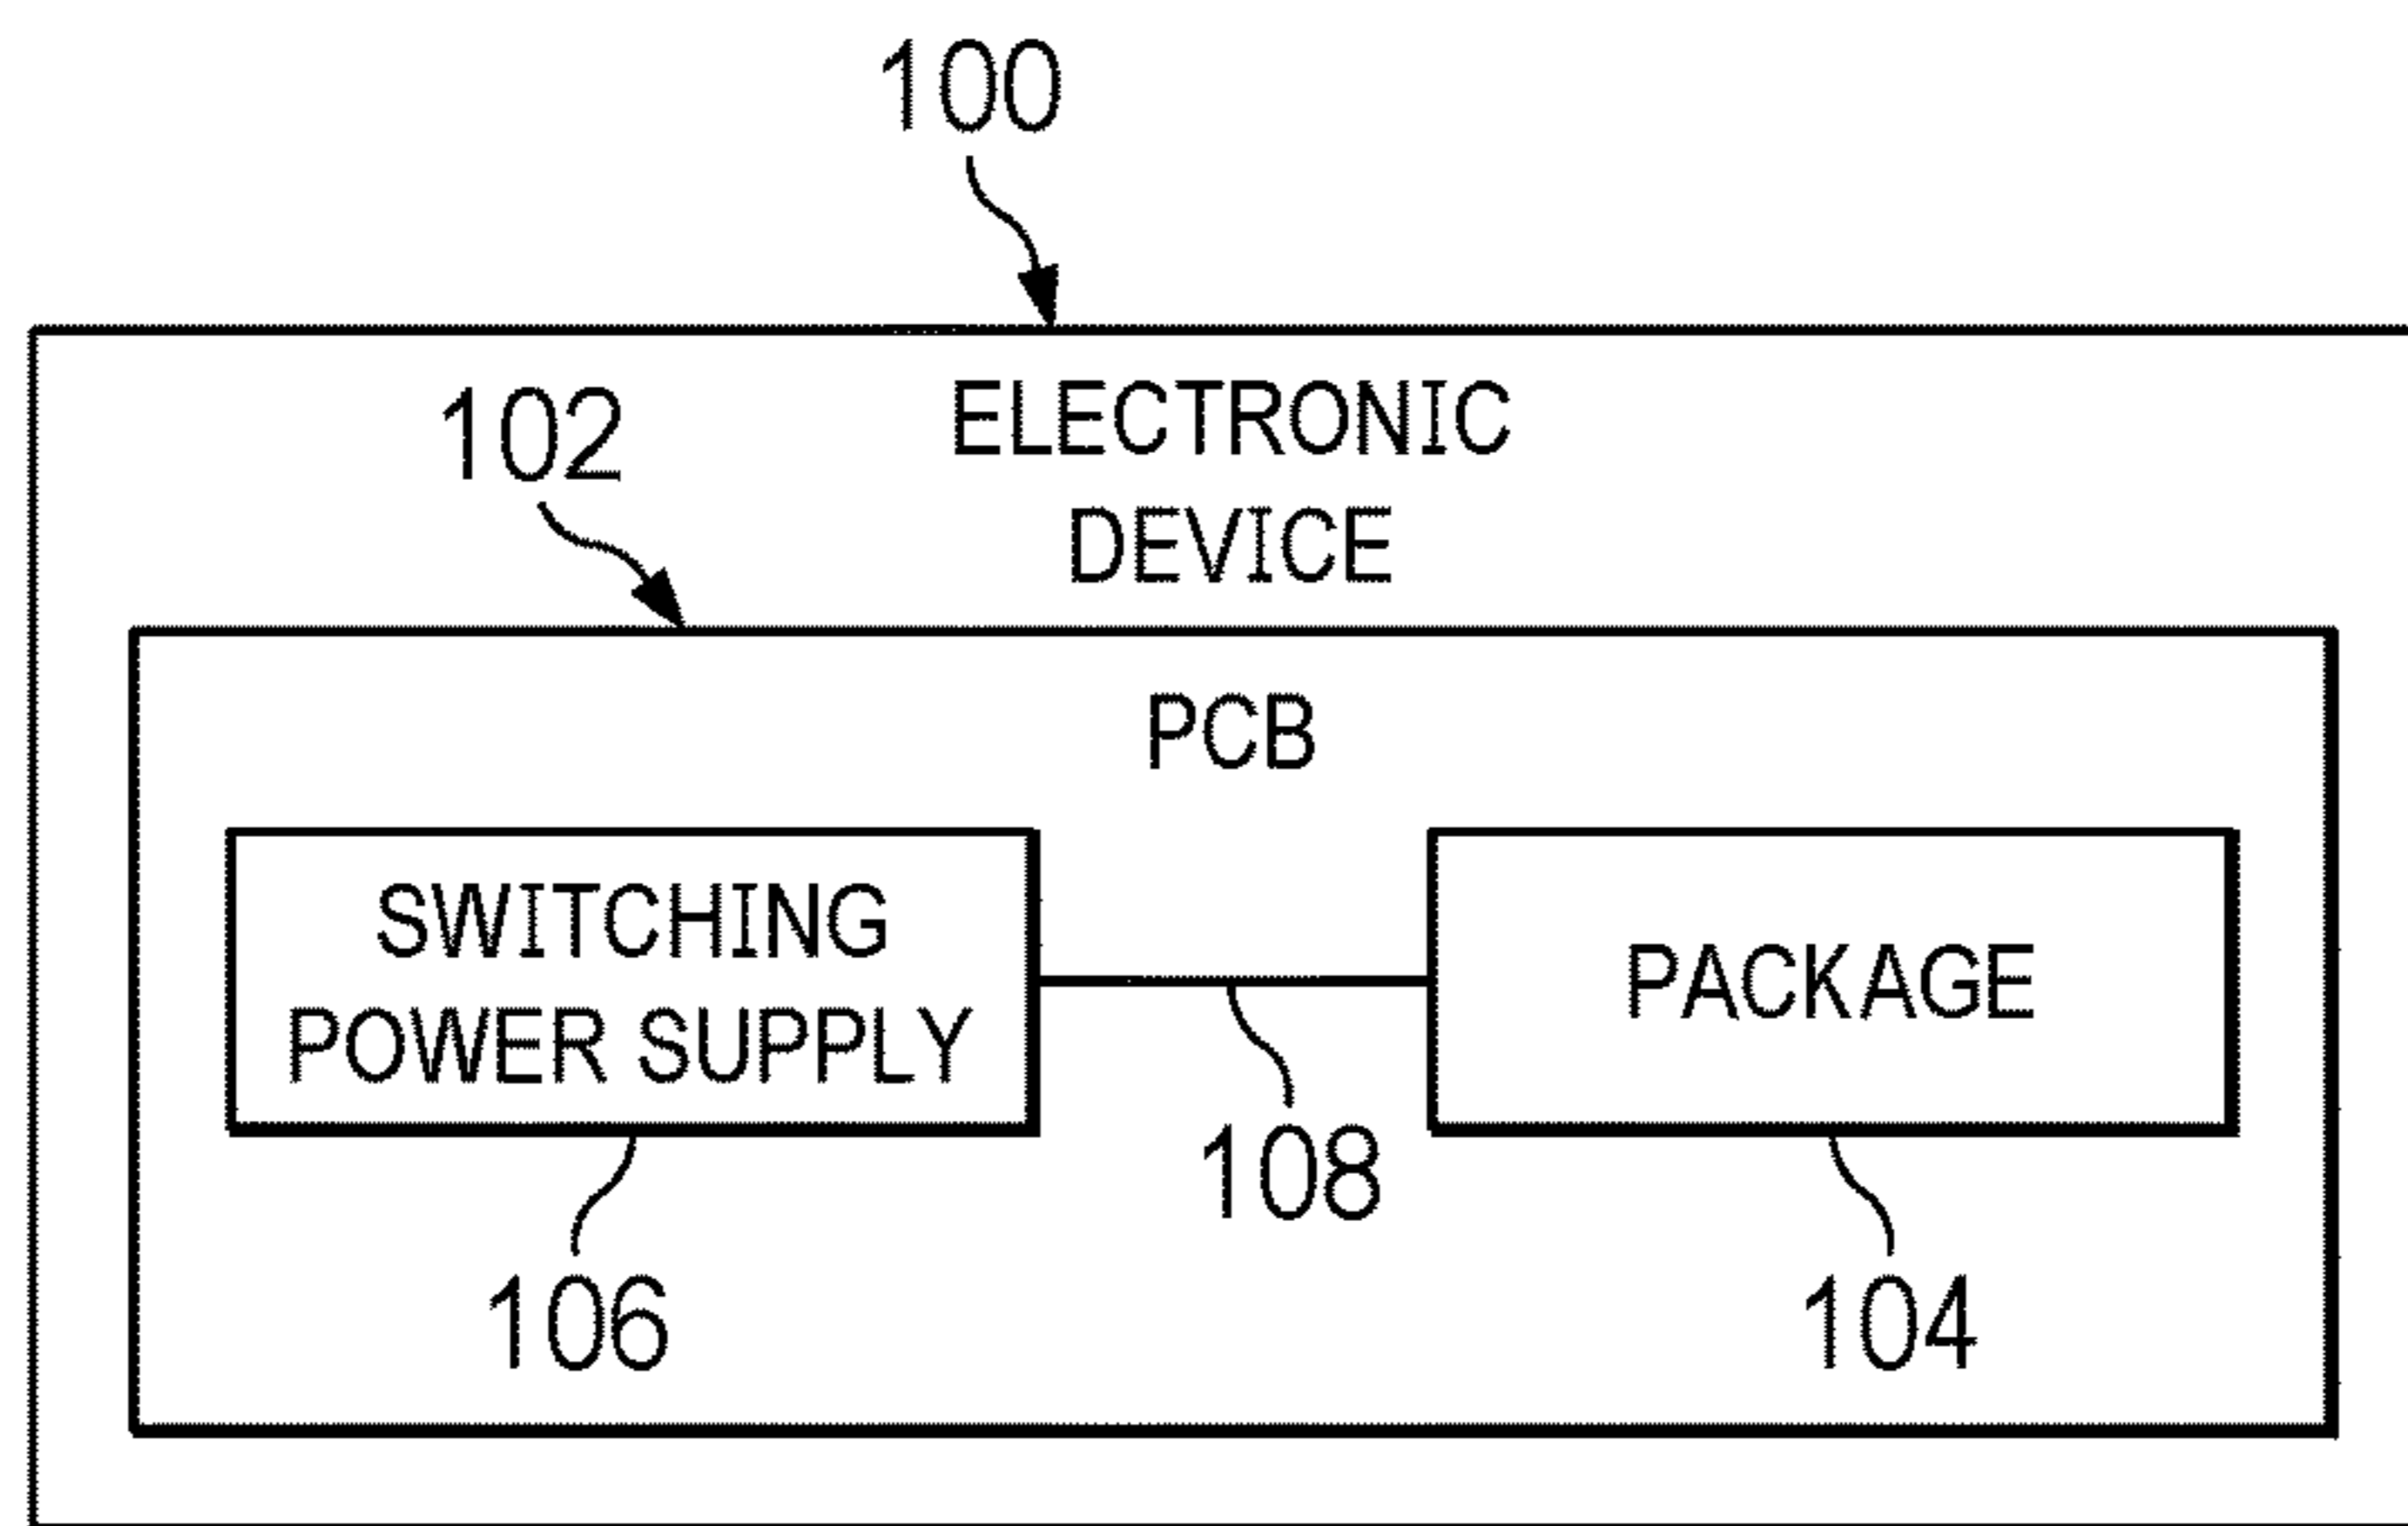 100
102
ELECTRONIC
DEVICE
PCB
SWITCHING
POWER SUPPLY
PACKAGE
108
106
104